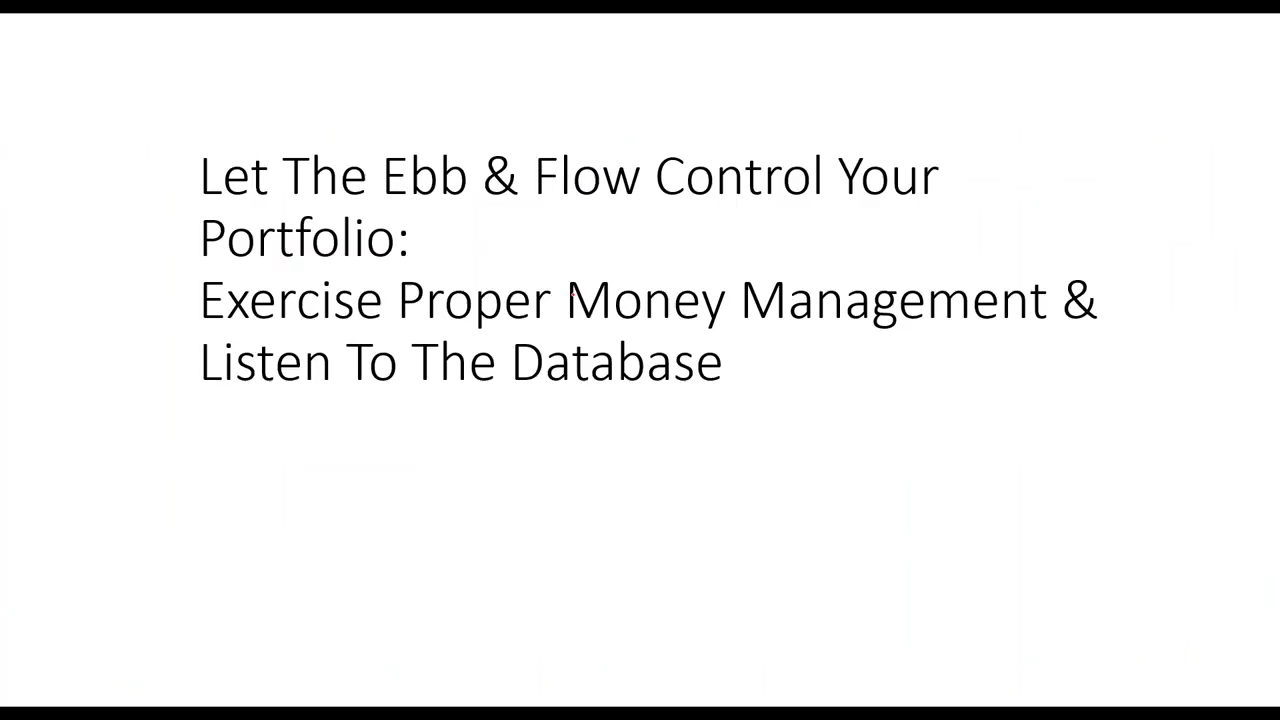 Let The Ebb & Flow Control Your
Portfolio:
Exercise Proper Money Management &
Listen To The Database